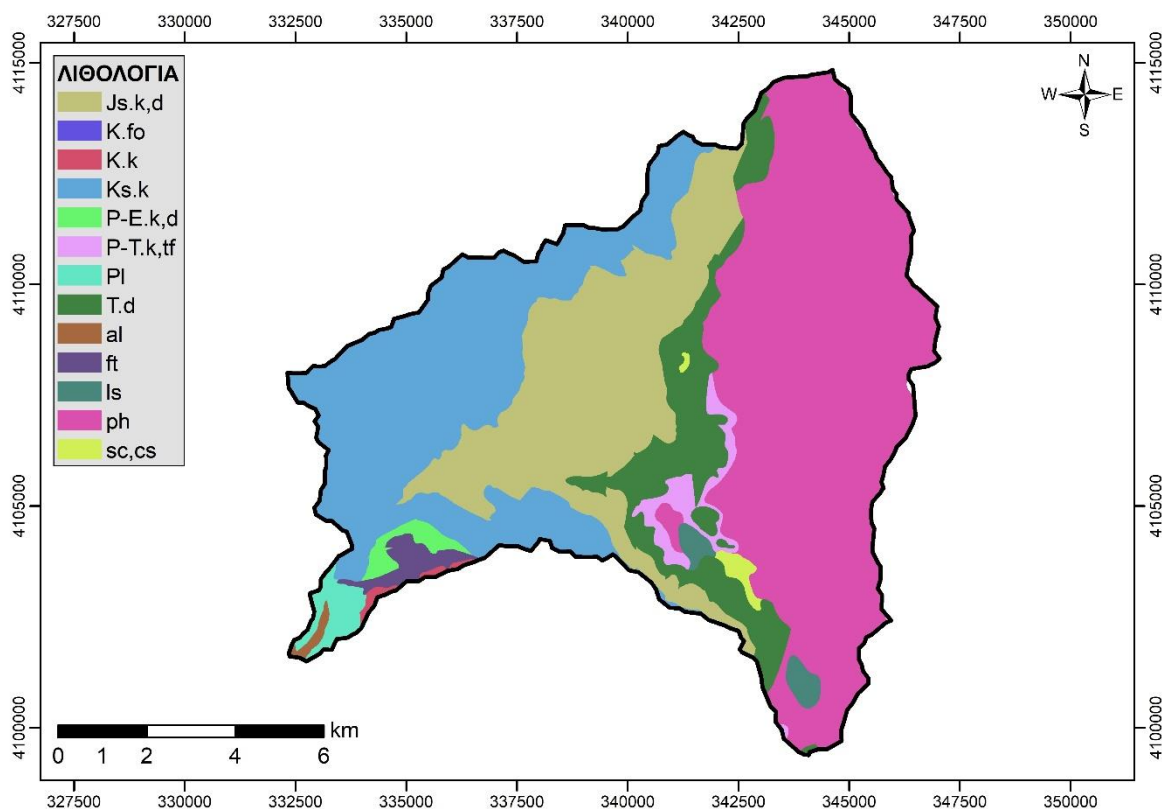 327500 330000 332500 335000 337500 340000 342500 345000 347500 350000
4115000 4115000
ΛΙΘΟΛΟΓΙΑ
Js.k,d
K.fo
K.k
Ks.k
P-E.k,d
P-T.k,tf
Pl
T.d
al
ft
ls
ph
sc,cs
N
W E
S
4110000 4110000
4105000 4105000
4100000 4100000
km
0 1 2 4 6
327500 330000 332500 335000 337500 340000 342500 345000 347500 350000